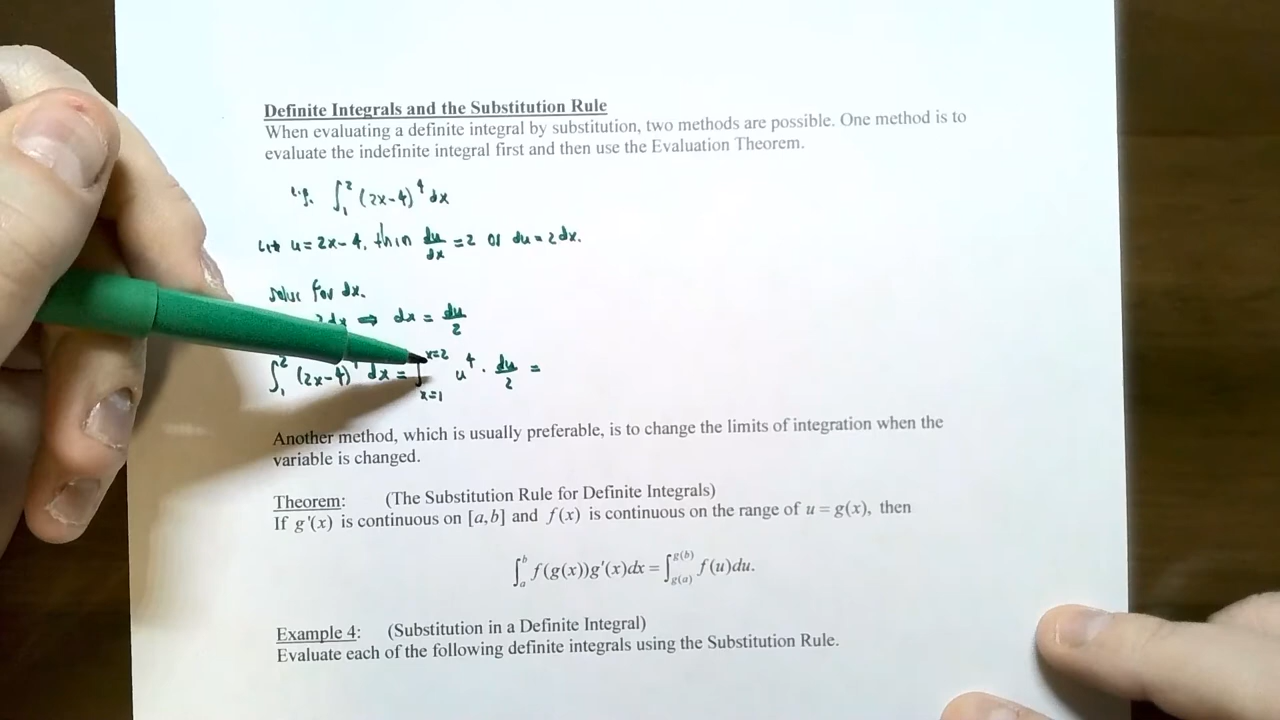 Definite Integrals and the Substitution Rule
When evaluating a definite integral by substitution, two methods are possible. One method is to
evaluate the indefinite integral first and then use the Evaluation Theorem.
e.g. ∫₁² (2x-4)⁴ dx
Let u = 2x-4, then du/dx = 2 or du = 2dx.
Solve for dx.
2dx ⇒ dx = du/2
∫₁² (2x-4)⁴ dx = ∫ₓ₌₁ˣ⁼² u⁴ · du/2 =
Another method, which is usually preferable, is to change the limits of integration when the
variable is changed.
Theorem: (The Substitution Rule for Definite Integrals)
If g'(x) is continuous on [a,b] and f(x) is continuous on the range of u = g(x), then
∫ₐᵇ f(g(x))g'(x)dx = ∫_{g(a)}^{g(b)} f(u)du.
Example 4: (Substitution in a Definite Integral)
Evaluate each of the following definite integrals using the Substitution Rule.